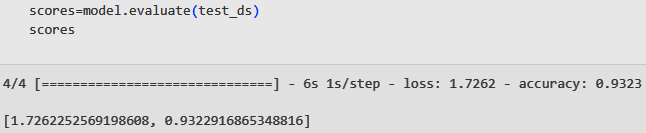 scores=model.evaluate(test_ds)
scores
4/4 [==============================] - 6s 1s/step - loss: 1.7262 - accuracy: 0.9323
[1.7262252569198608, 0.9322916865348816]